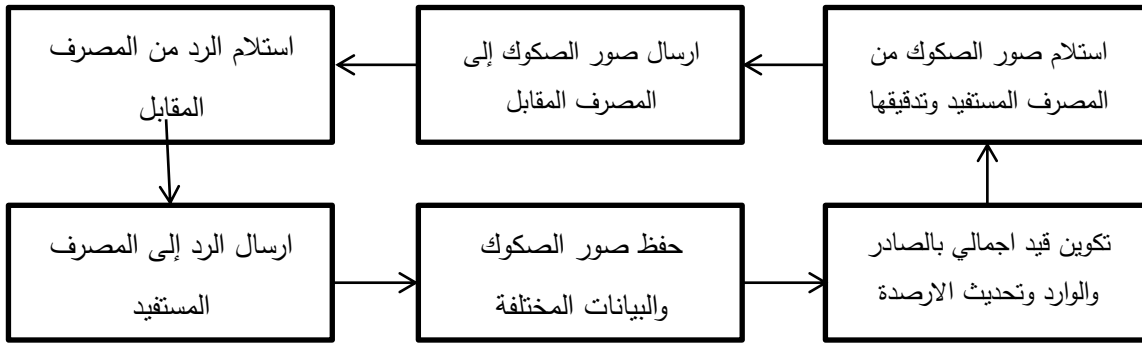 استلام صور الصكوك من
المصرف المستفيد وتدقيقها
ارسال صور الصكوك إلى
المصرف المقابل
استلام الرد من المصرف
المقابل
ارسال الرد إلى المصرف
المستفيد
حفظ صور الصكوك
والبيانات المختلفة
تكوين قيد اجمالي بالصادر
والوارد وتحديث الارصدة